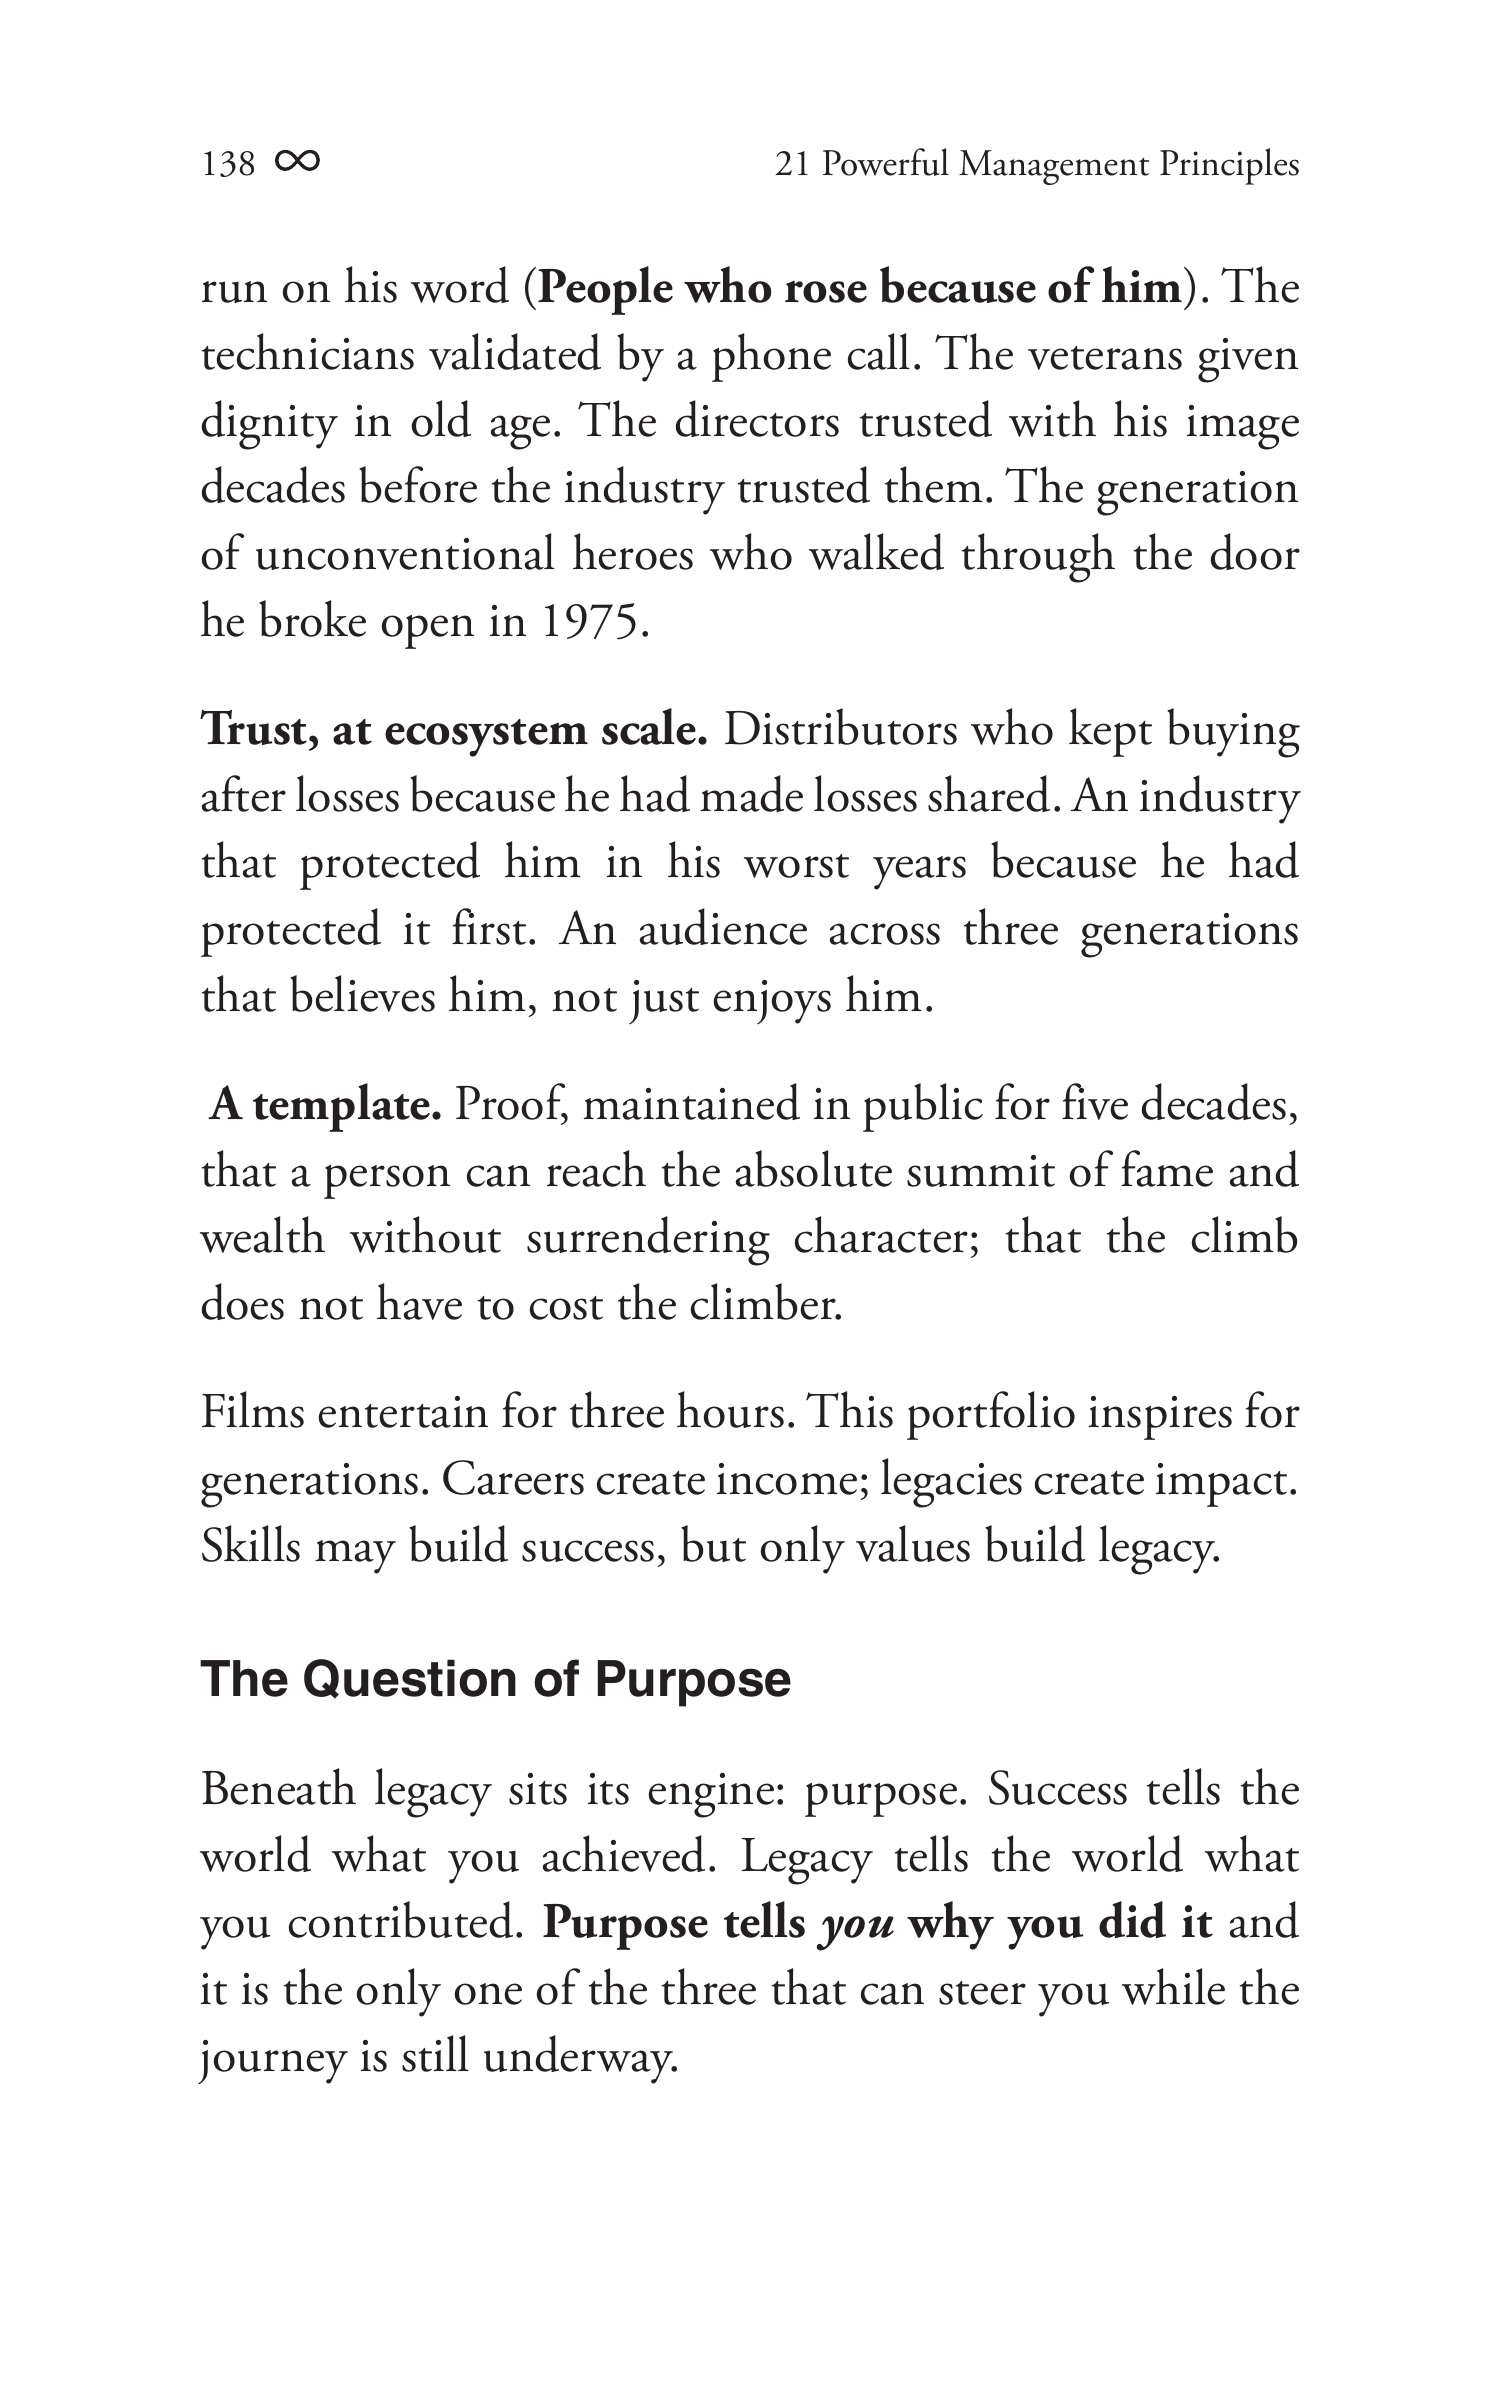 138 ∞ 21 Powerful Management Principles
run on his word (People who rose because of him). The
technicians validated by a phone call. The veterans given
dignity in old age. The directors trusted with his image
decades before the industry trusted them. The generation
of unconventional heroes who walked through the door
he broke open in 1975.
Trust, at ecosystem scale. Distributors who kept buying
after losses because he had made losses shared. An industry
that protected him in his worst years because he had
protected it first. An audience across three generations
that believes him, not just enjoys him.
A template. Proof, maintained in public for five decades,
that a person can reach the absolute summit of fame and
wealth without surrendering character; that the climb
does not have to cost the climber.
Films entertain for three hours. This portfolio inspires for
generations. Careers create income; legacies create impact.
Skills may build success, but only values build legacy.
The Question of Purpose
Beneath legacy sits its engine: purpose. Success tells the
world what you achieved. Legacy tells the world what
you contributed. Purpose tells you why you did it and
it is the only one of the three that can steer you while the
journey is still underway.